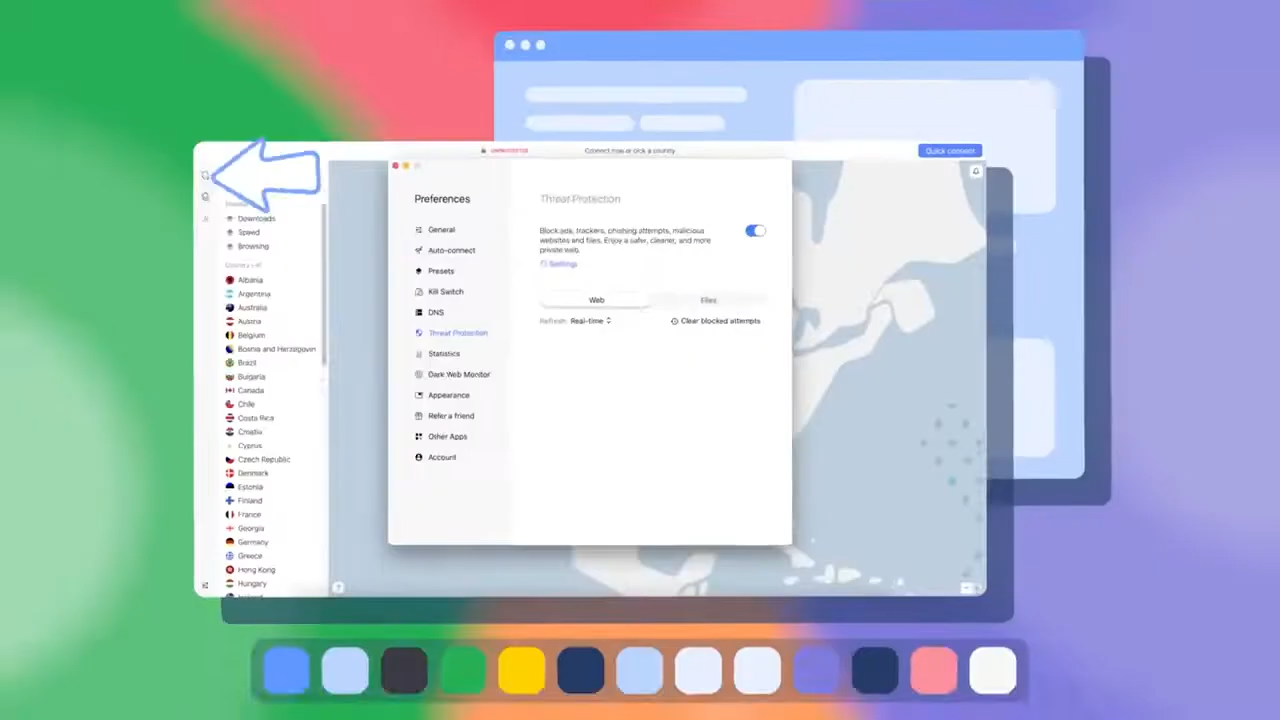 UNPROTECTED
Connect now or pick a country
Quick connect
Downloads
Speed
Browsing
Country List
Albania
Argentina
Australia
Austria
Belgium
Bosnia and Herzegovin
Brazil
Bulgaria
Canada
Chile
Costa Rica
Croatia
Cyprus
Czech Republic
Denmark
Estonia
Finland
France
Georgia
Germany
Greece
Hong Kong
Hungary
Preferences
General
Auto-connect
Presets
Kill Switch
DNS
Threat Protection
Statistics
Dark Web Monitor
Appearance
Refer a friend
Other Apps
Account
Threat Protection
Block ads, trackers, phishing attempts, malicious
websites and files. Enjoy a safer, cleaner, and more
private web.
Settings
Web
Files
Refresh: Real-time
Clear blocked attempts